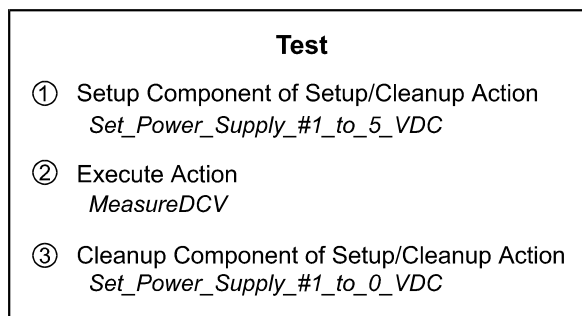 Test
① Setup Component of Setup/Cleanup Action
Set_Power_Supply_#1_to_5_VDC
② Execute Action
MeasureDCV
③ Cleanup Component of Setup/Cleanup Action
Set_Power_Supply_#1_to_0_VDC